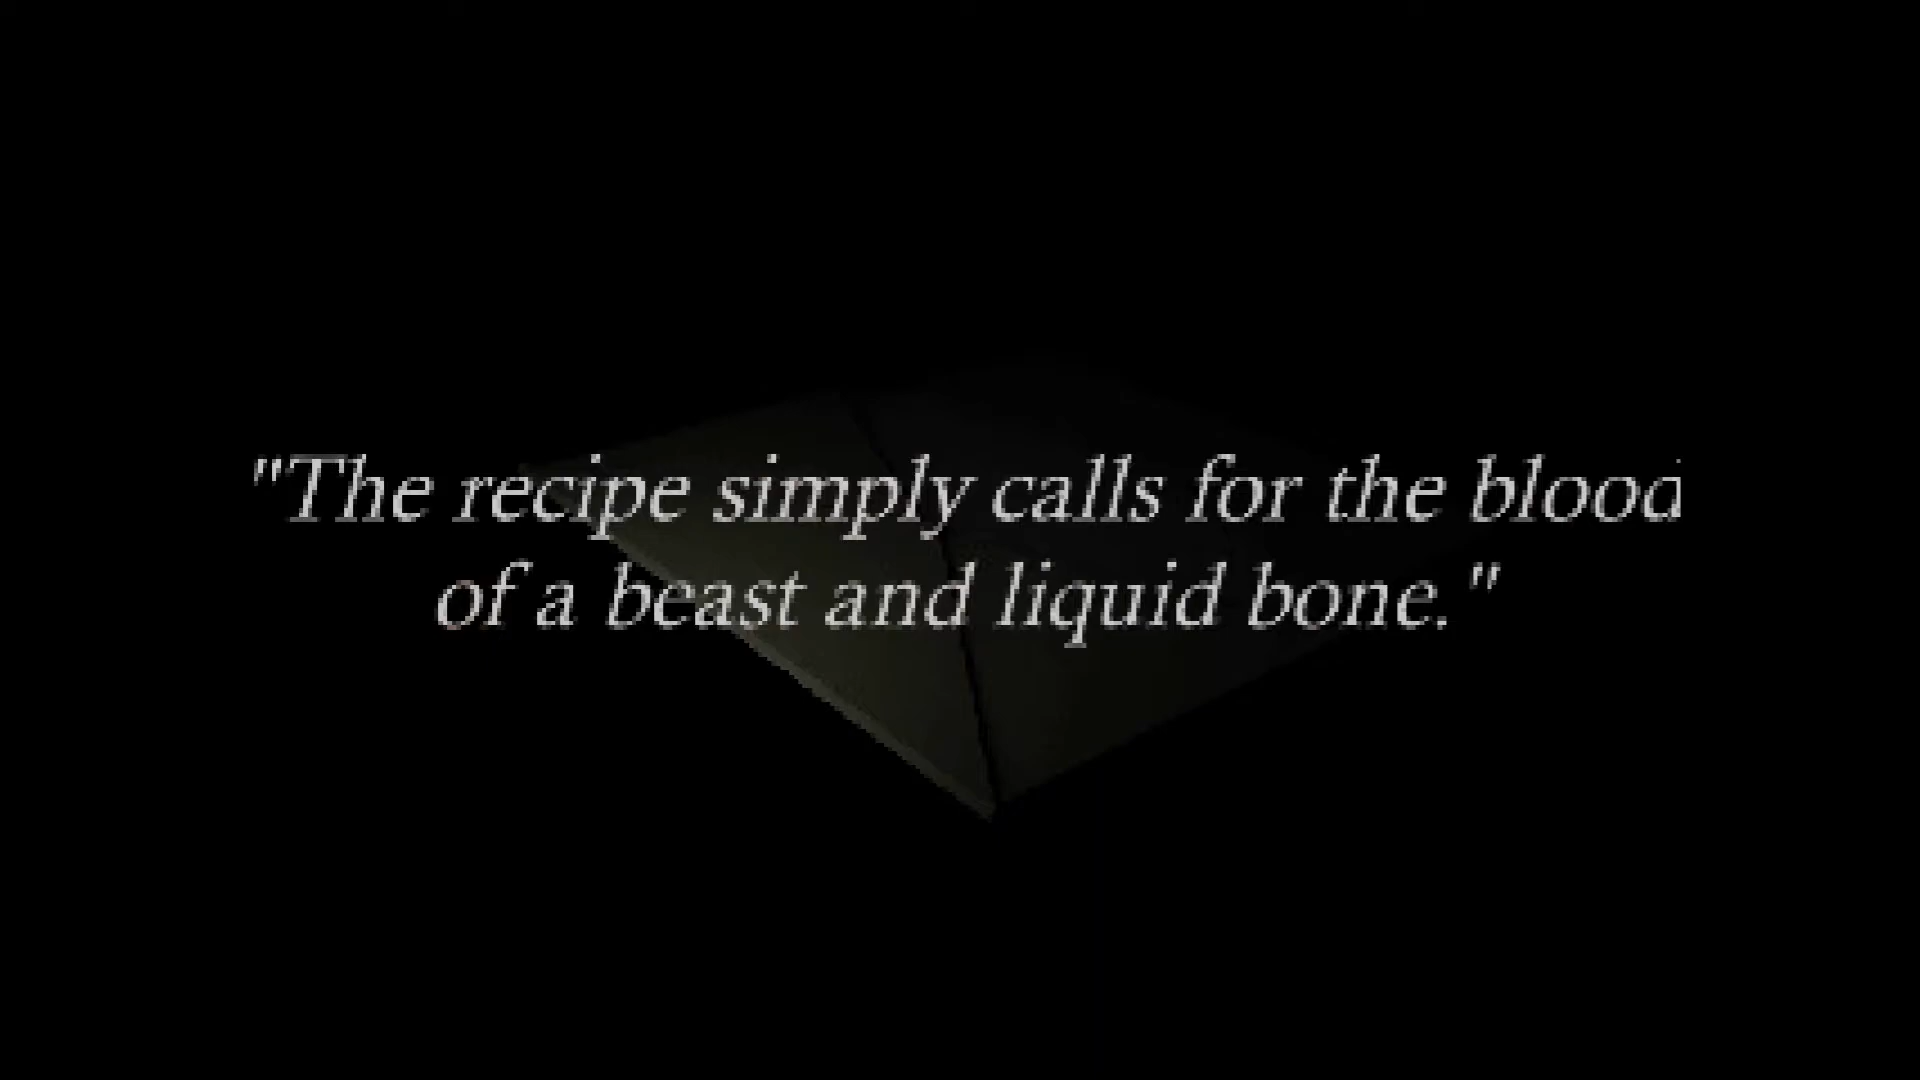 "The recipe simply calls for the blood
of a beast and liquid bone."